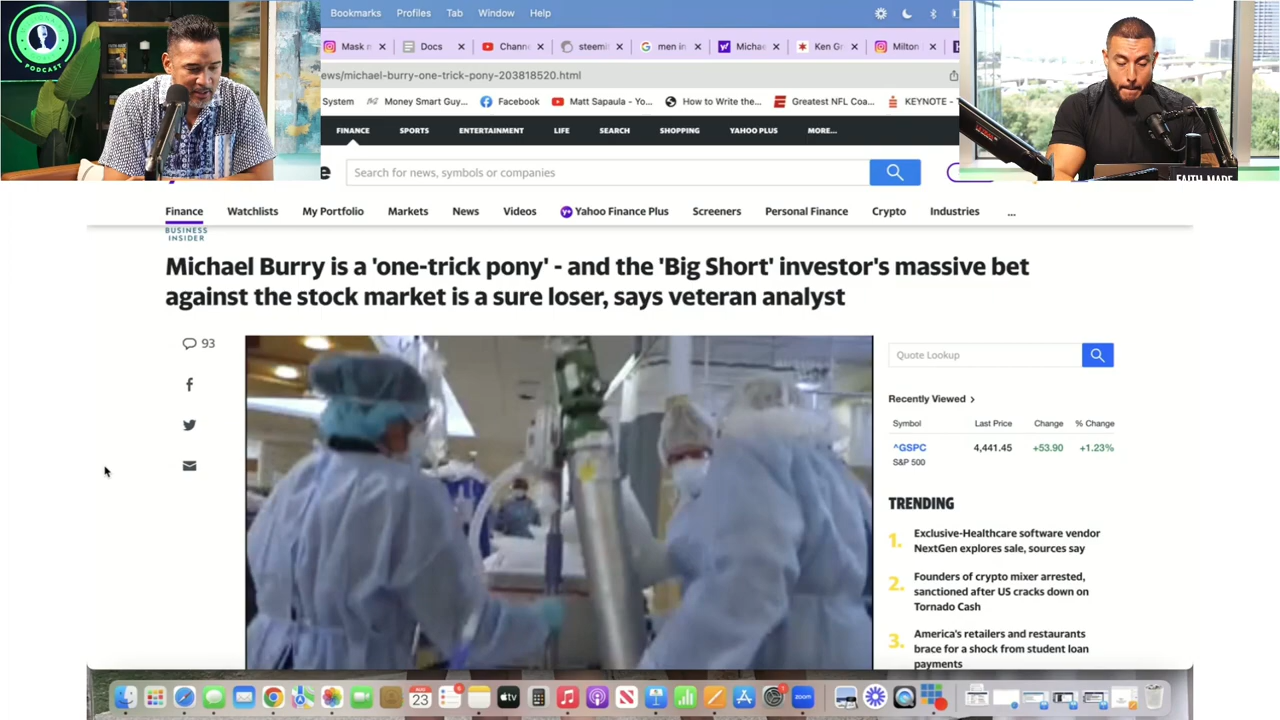 PODCAST
Bookmarks Profiles Tab Window Help
Mask Docs Chann steemi men in Michae Ken G Milton
ews/michael-burry-one-trick-pony-203818520.html
System Money Smart Guy... Facebook Matt Sapaula - Yo... How to Write the... Greatest NFL Coa... KEYNOTE -
FINANCE SPORTS ENTERTAINMENT LIFE SEARCH SHOPPING YAHOO PLUS MORE...
FAITH MADE
e Search for news, symbols or companies
Finance Watchlists My Portfolio Markets News Videos Yahoo Finance Plus Screeners Personal Finance Crypto Industries ...
BUSINESS
INSIDER
Michael Burry is a 'one-trick pony' - and the 'Big Short' investor's massive bet
against the stock market is a sure loser, says veteran analyst
93
Quote Lookup
Recently Viewed >
Symbol Last Price Change % Change
^GSPC 4,441.45 +53.90 +1.23%
S&P 500
TRENDING
1. Exclusive-Healthcare software vendor
NextGen explores sale, sources say
2. Founders of crypto mixer arrested,
sanctioned after US cracks down on
Tornado Cash
3. America's retailers and restaurants
brace for a shock from student loan
payments
AUG
23
tv
zoom